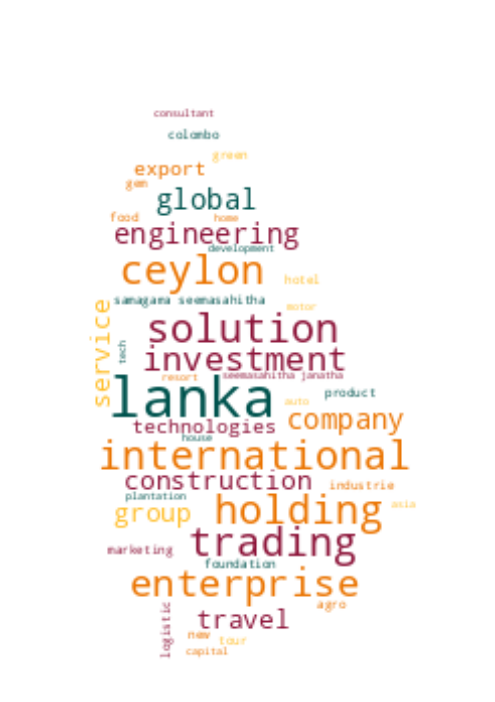 consultant
colombo
green
export
gem
global
food
home
engineering
development
ceylon
hotel
samagama seemasahitha
service
motor
solution
tech
investment
resort
seemasahitha janatha
lanka
product
auto
company
technologies
house
international
construction
industrie
plantation
holding
asia
group
trading
marketing
foundation
enterprise
agro
logistic
travel
new
tour
capital